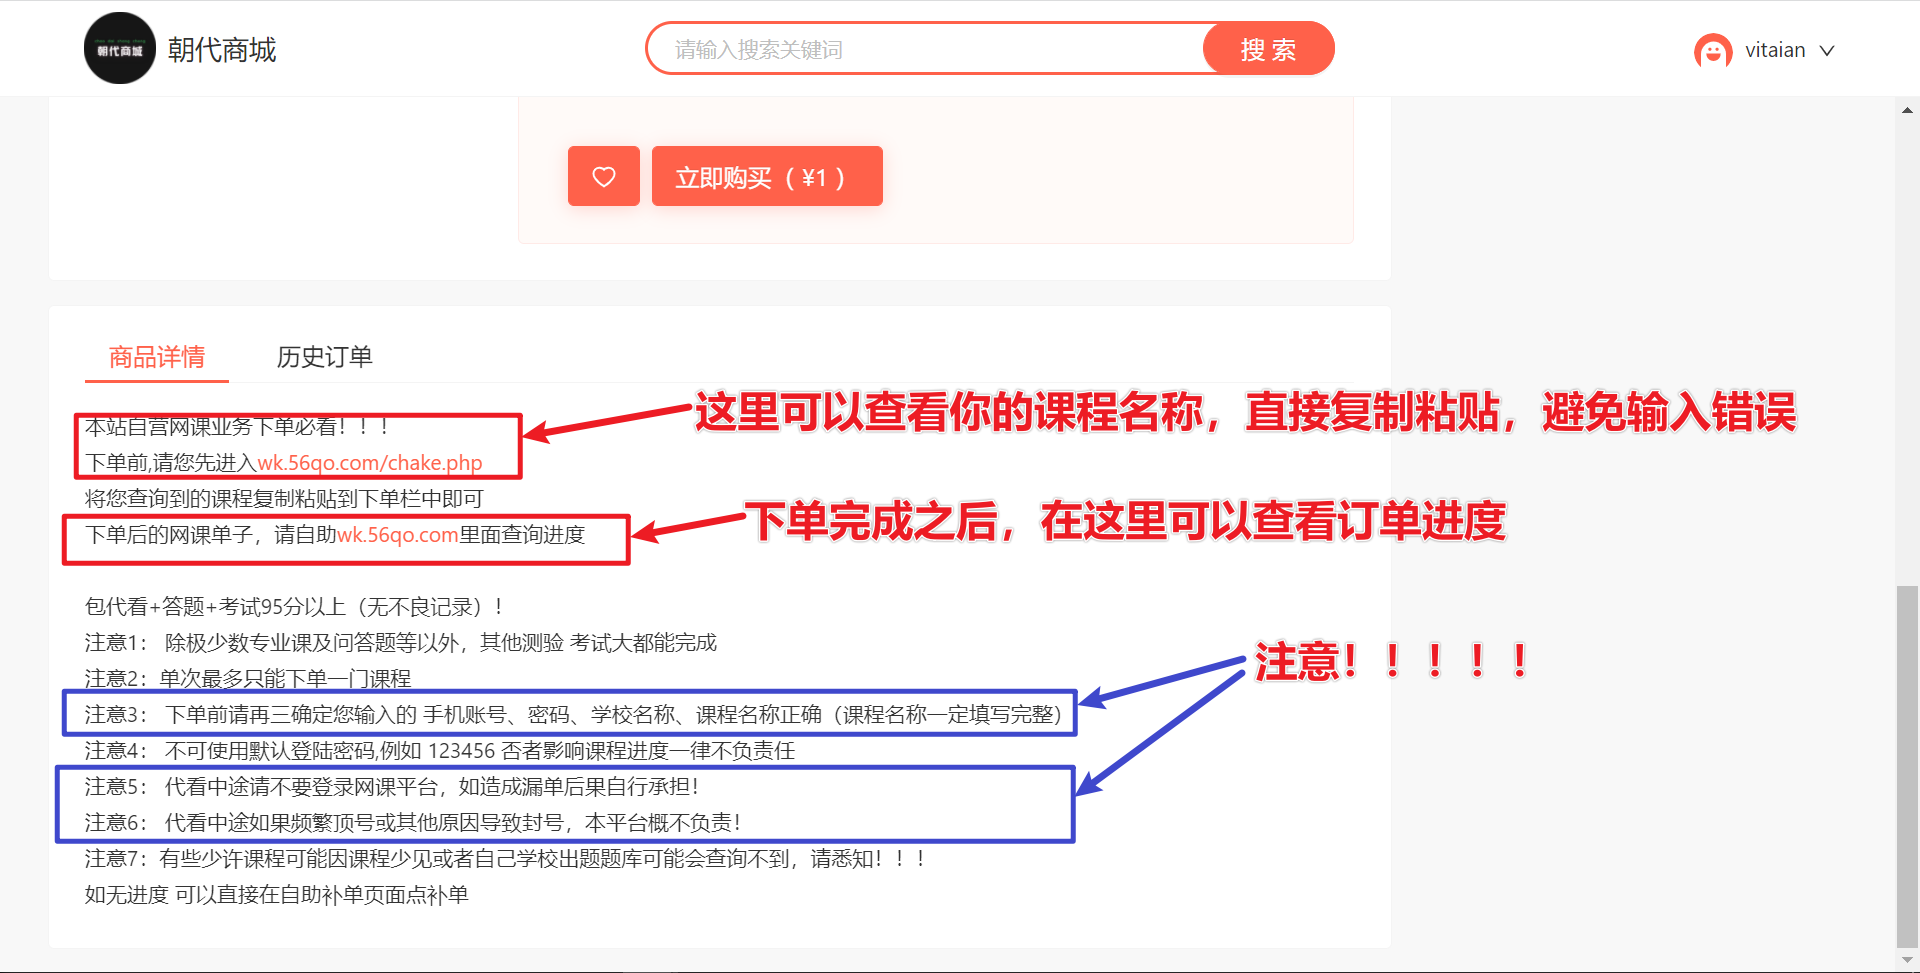 朝代商城
朝代商城
请输入搜索关键词
搜 索
vitaian
立即购买（ ¥1 ）
商品详情
历史订单
本站自营网课业务下单必看！！！
这里可以查看你的课程名称，直接复制粘贴，避免输入错误
下单前,请您先进入wk.56qo.com/chake.php
将您查询到的课程复制粘贴到下单栏中即可
下单后的网课单子，请自助wk.56qo.com里面查询进度
下单完成之后，在这里可以查看订单进度
包代看+答题+考试95分以上（无不良记录）！
注意1： 除极少数专业课及问答题等以外，其他测验 考试大都能完成
注意！！！！！
注意2：单次最多只能下单一门课程
注意3： 下单前请再三确定您输入的 手机账号、密码、学校名称、课程名称正确（课程名称一定填写完整）
注意4： 不可使用默认登陆密码,例如 123456 否者影响课程进度一律不负责任
注意5： 代看中途请不要登录网课平台，如造成漏单后果自行承担！
注意6： 代看中途如果频繁顶号或其他原因导致封号，本平台概不负责！
注意7：有些少许课程可能因课程少见或者自己学校出题题库可能会查询不到，请悉知！！！
如无进度 可以直接在自助补单页面点补单